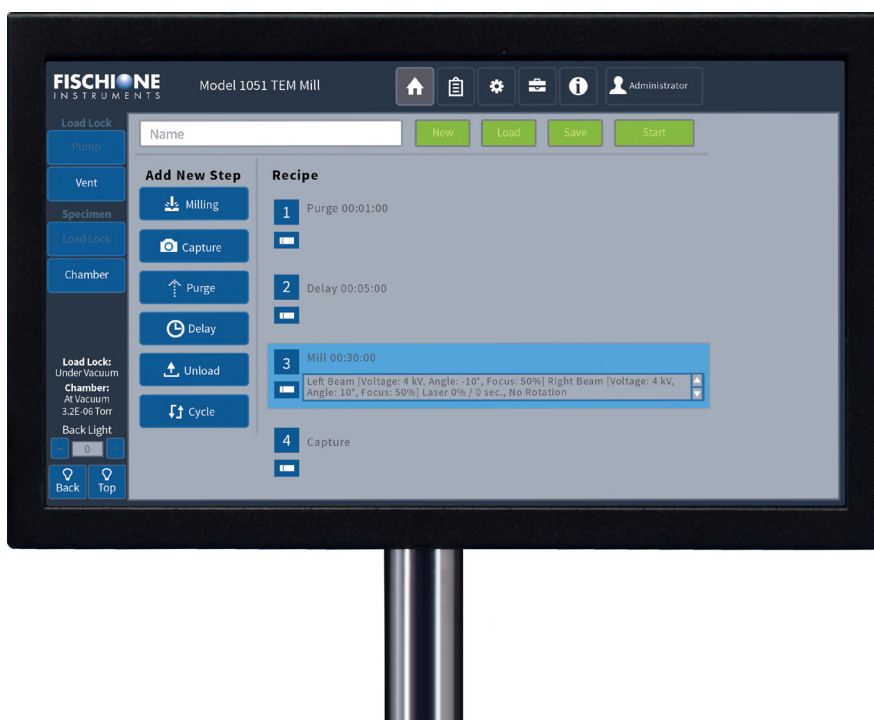 FISCHIONE
INSTRUMENTS
Model 1051 TEM Mill
Administrator
Load Lock
Pump
Vent
Specimen
Load Lock
Chamber
Load Lock:
Under Vacuum
Chamber:
At Vacuum
3.2E-06 Torr
Back Light
- 0 +
Back Top
Name
New Load Save Start
Add New Step
Milling
Capture
Purge
Delay
Unload
Cycle
Recipe
1 Purge 00:01:00
2 Delay 00:05:00
3 Mill 00:30:00
Left Beam [Voltage: 4 kV, Angle: -10°, Focus: 50%] Right Beam [Voltage: 4 kV,
Angle: 10°, Focus: 50%] Laser 0% / 0 sec., No Rotation
4 Capture